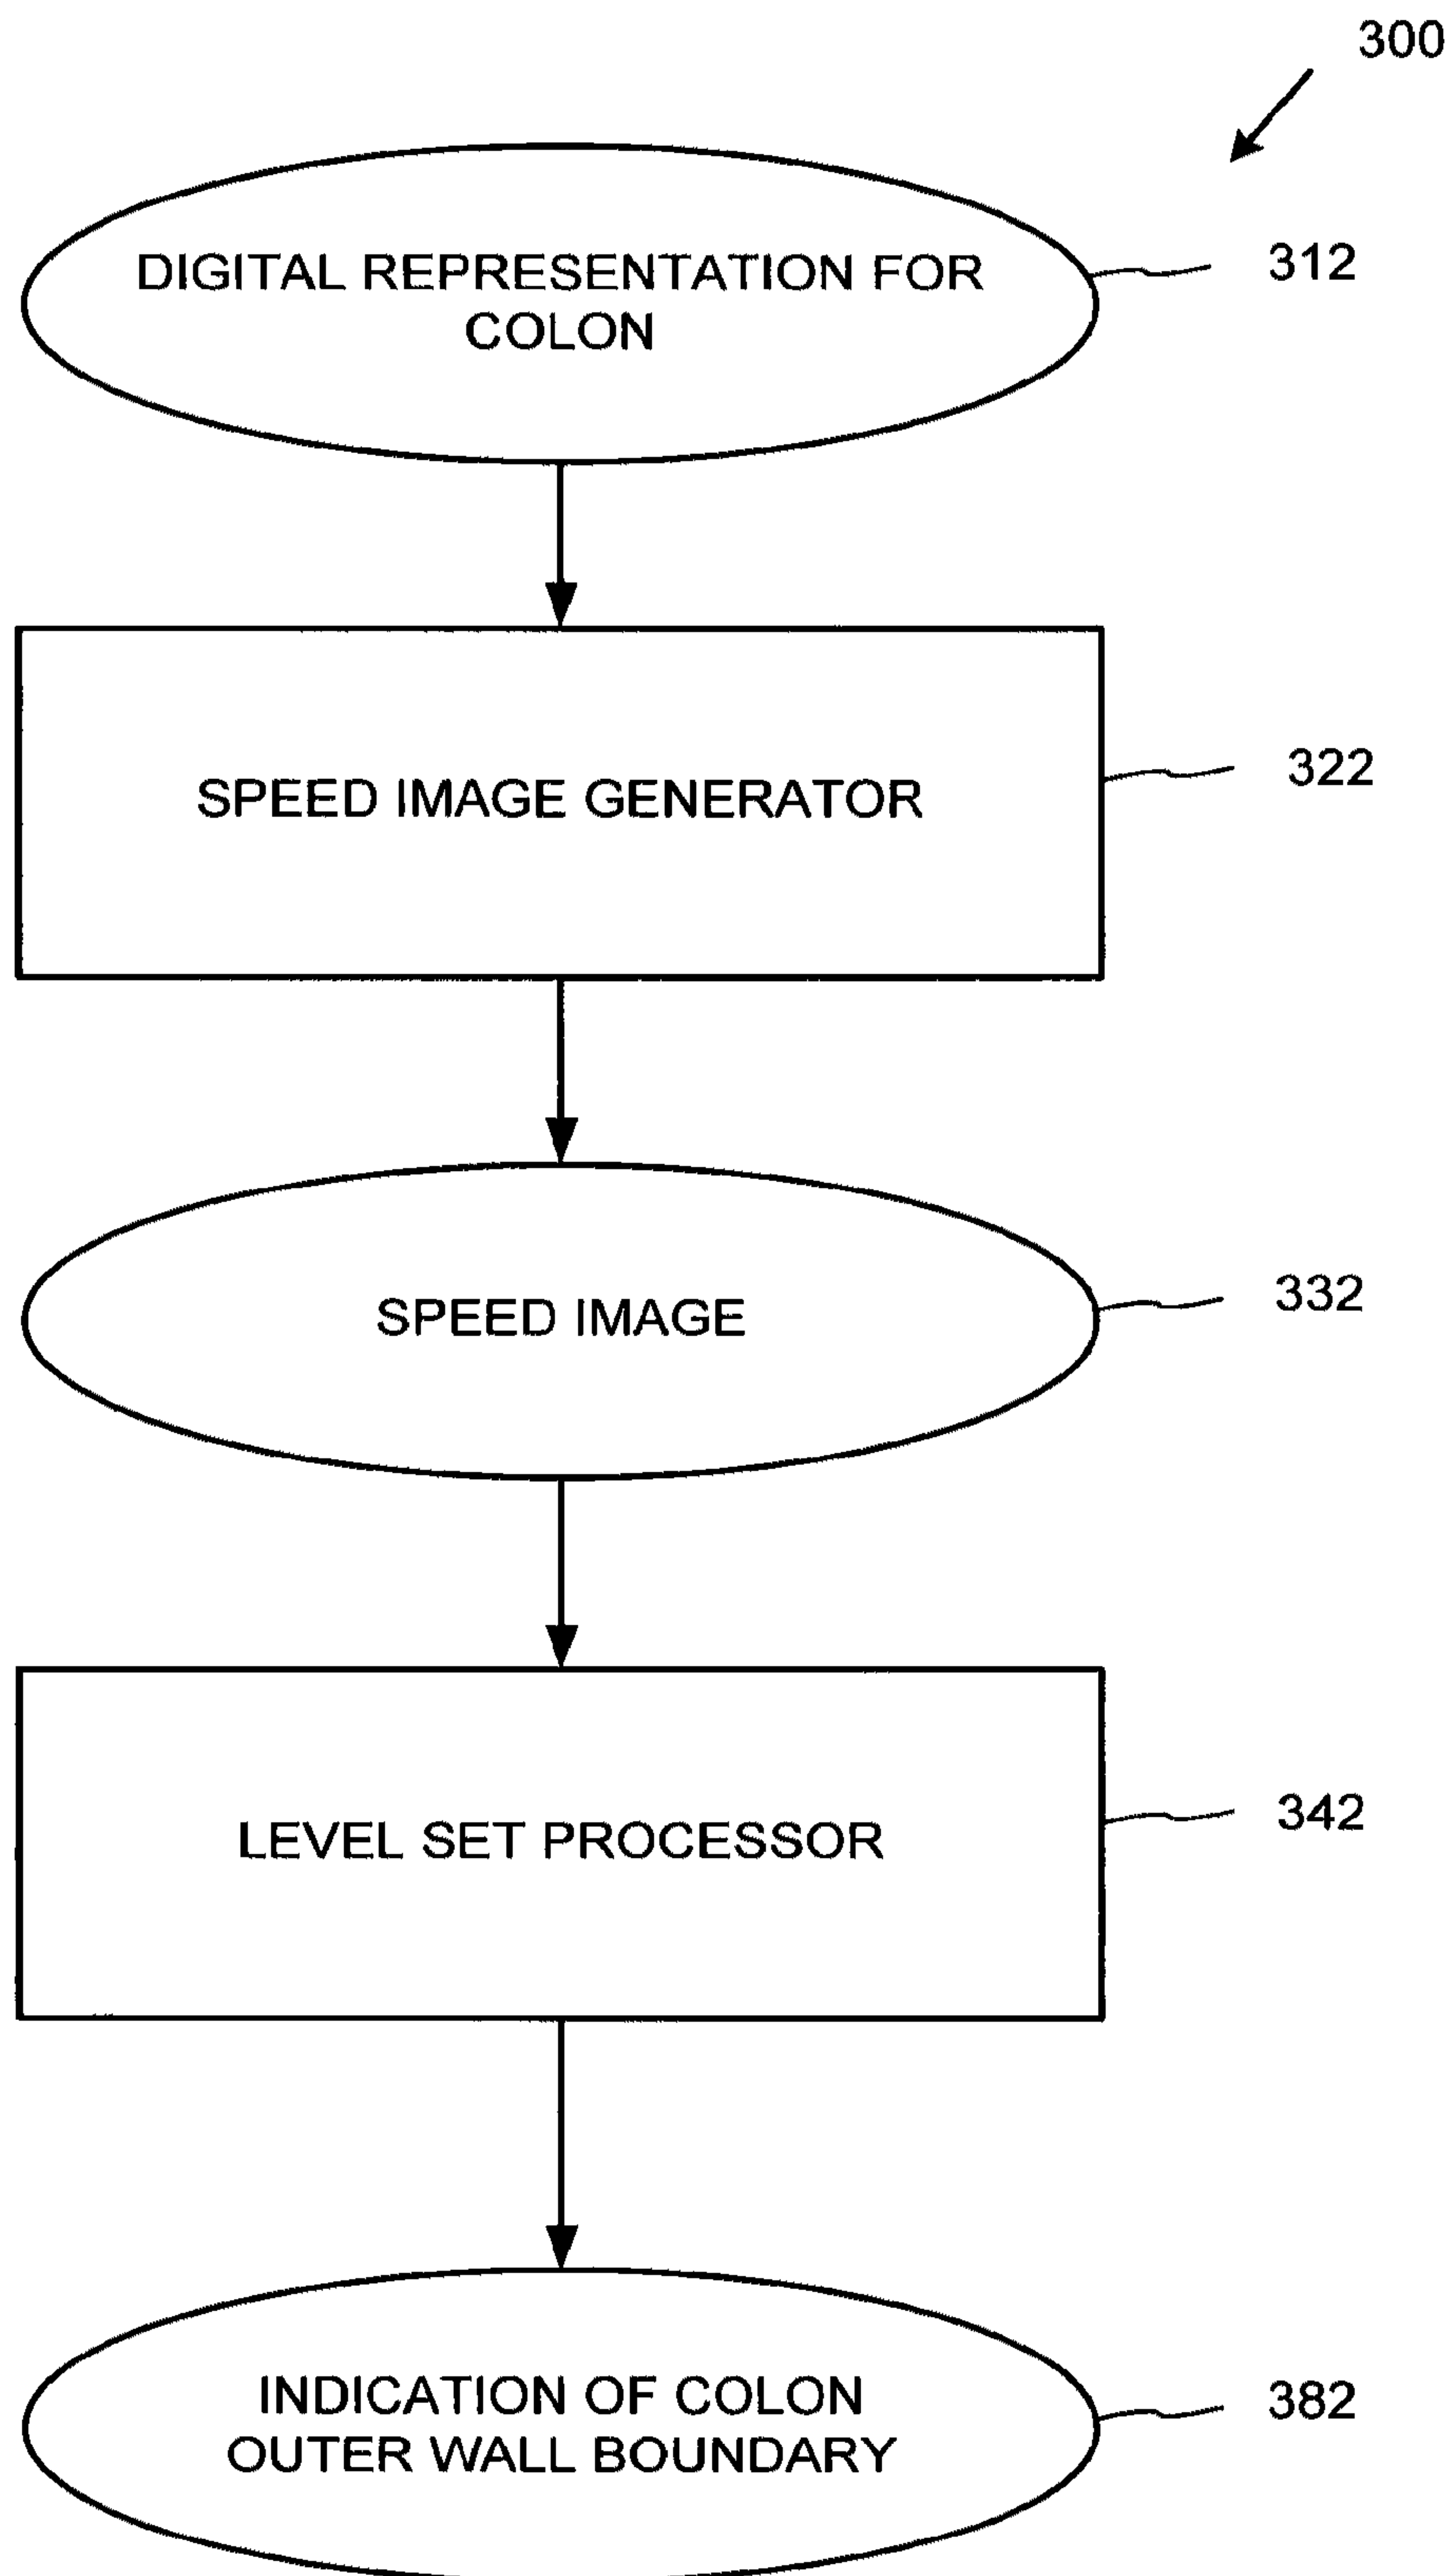 300
DIGITAL REPRESENTATION FOR
COLON
312
SPEED IMAGE GENERATOR
322
SPEED IMAGE
332
LEVEL SET PROCESSOR
342
INDICATION OF COLON
OUTER WALL BOUNDARY
382